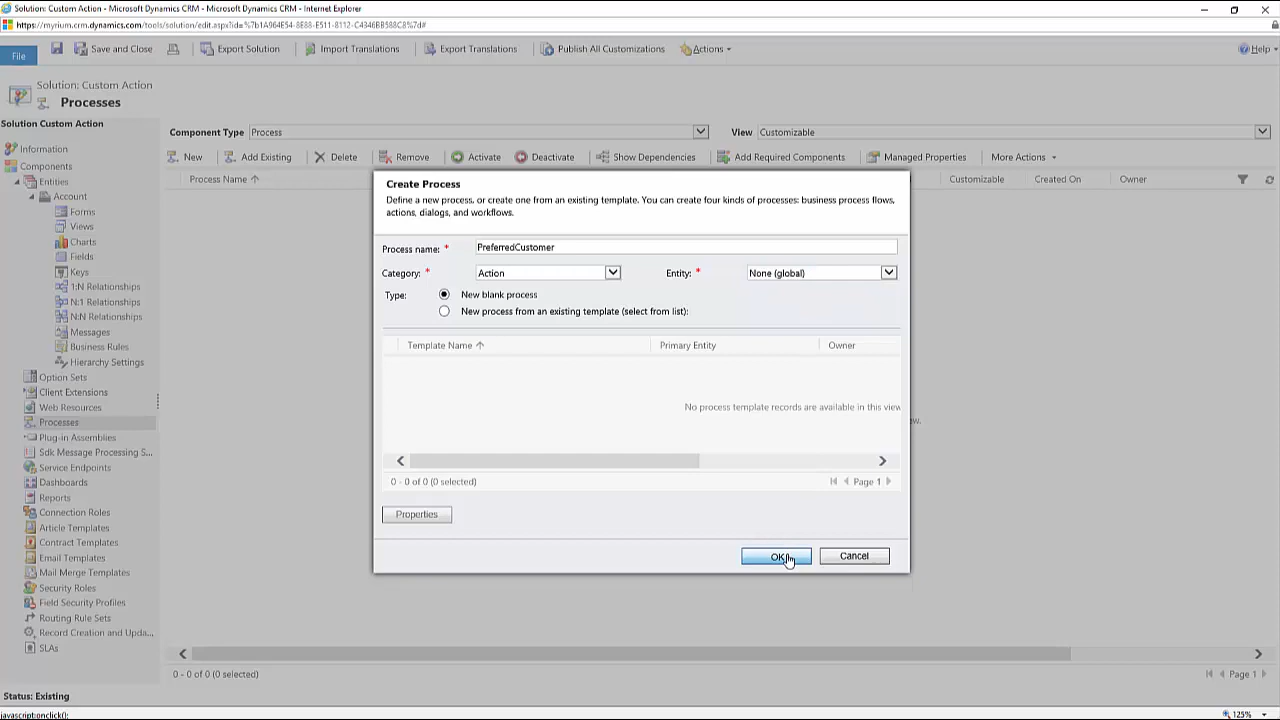 Solution: Custom Action - Microsoft Dynamics CRM - Microsoft Dynamics CRM - Internet Explorer
https://myrium.crm.dynamics.com/tools/solution/edit.aspx?id=%7b1A964E54-8E88-E511-8112-C4346BB588C8%7d#
File Save and Close Export Solution Import Translations Export Translations Publish All Customizations Actions Help
Solution: Custom Action
Processes
Solution Custom Action
Information
Components
Entities
Account
Forms
Views
Charts
Fields
Keys
1:N Relationships
N:1 Relationships
N:N Relationships
Messages
Business Rules
Hierarchy Settings
Option Sets
Client Extensions
Web Resources
Processes
Plug-in Assemblies
Sdk Message Processing S...
Service Endpoints
Dashboards
Reports
Connection Roles
Article Templates
Contract Templates
Email Templates
Mail Merge Templates
Security Roles
Field Security Profiles
Routing Rule Sets
Record Creation and Upda...
SLAs
Component Type Process View Customizable
New Add Existing Delete Remove Activate Deactivate Show Dependencies Add Required Components Managed Properties More Actions
Process Name Customizable Created On Owner
Create Process
Define a new process, or create one from an existing template. You can create four kinds of processes: business process flows,
actions, dialogs, and workflows.
Process name: * PreferredCustomer
Category: * Action Entity: * None (global)
Type: New blank process
New process from an existing template (select from list):
Template Name Primary Entity Owner
No process template records are available in this view
ew.
0 - 0 of 0 (0 selected) Page 1
Properties
OK Cancel
0 - 0 of 0 (0 selected) Page 1
Status: Existing
javascript:onclick();
125%